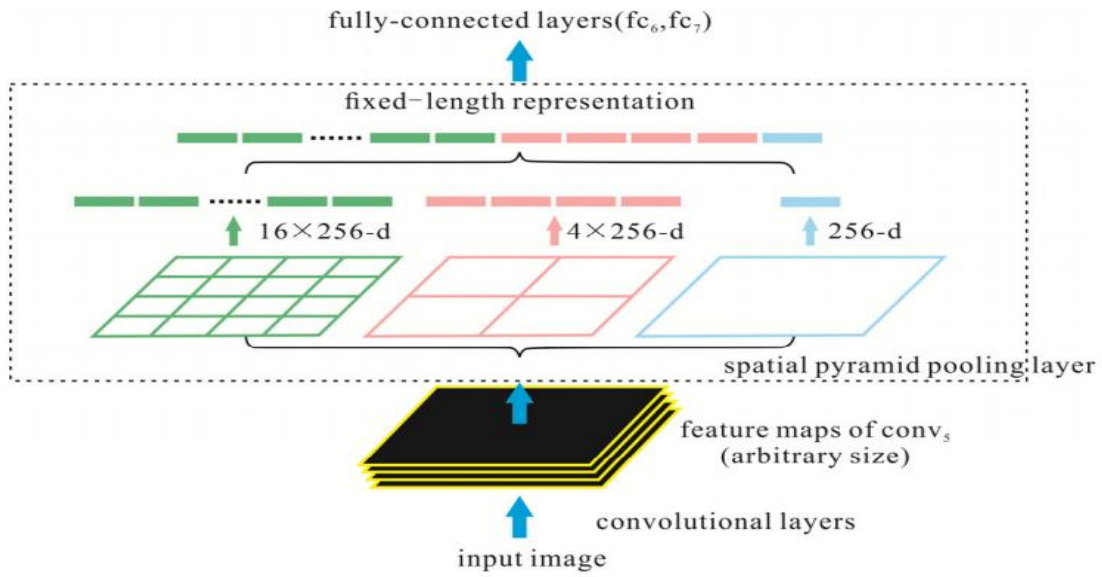 fully-connected layers(fc₆,fc₇)
fixed-length representation
16×256-d
4×256-d
256-d
spatial pyramid pooling layer
feature maps of conv₅
(arbitrary size)
convolutional layers
input image